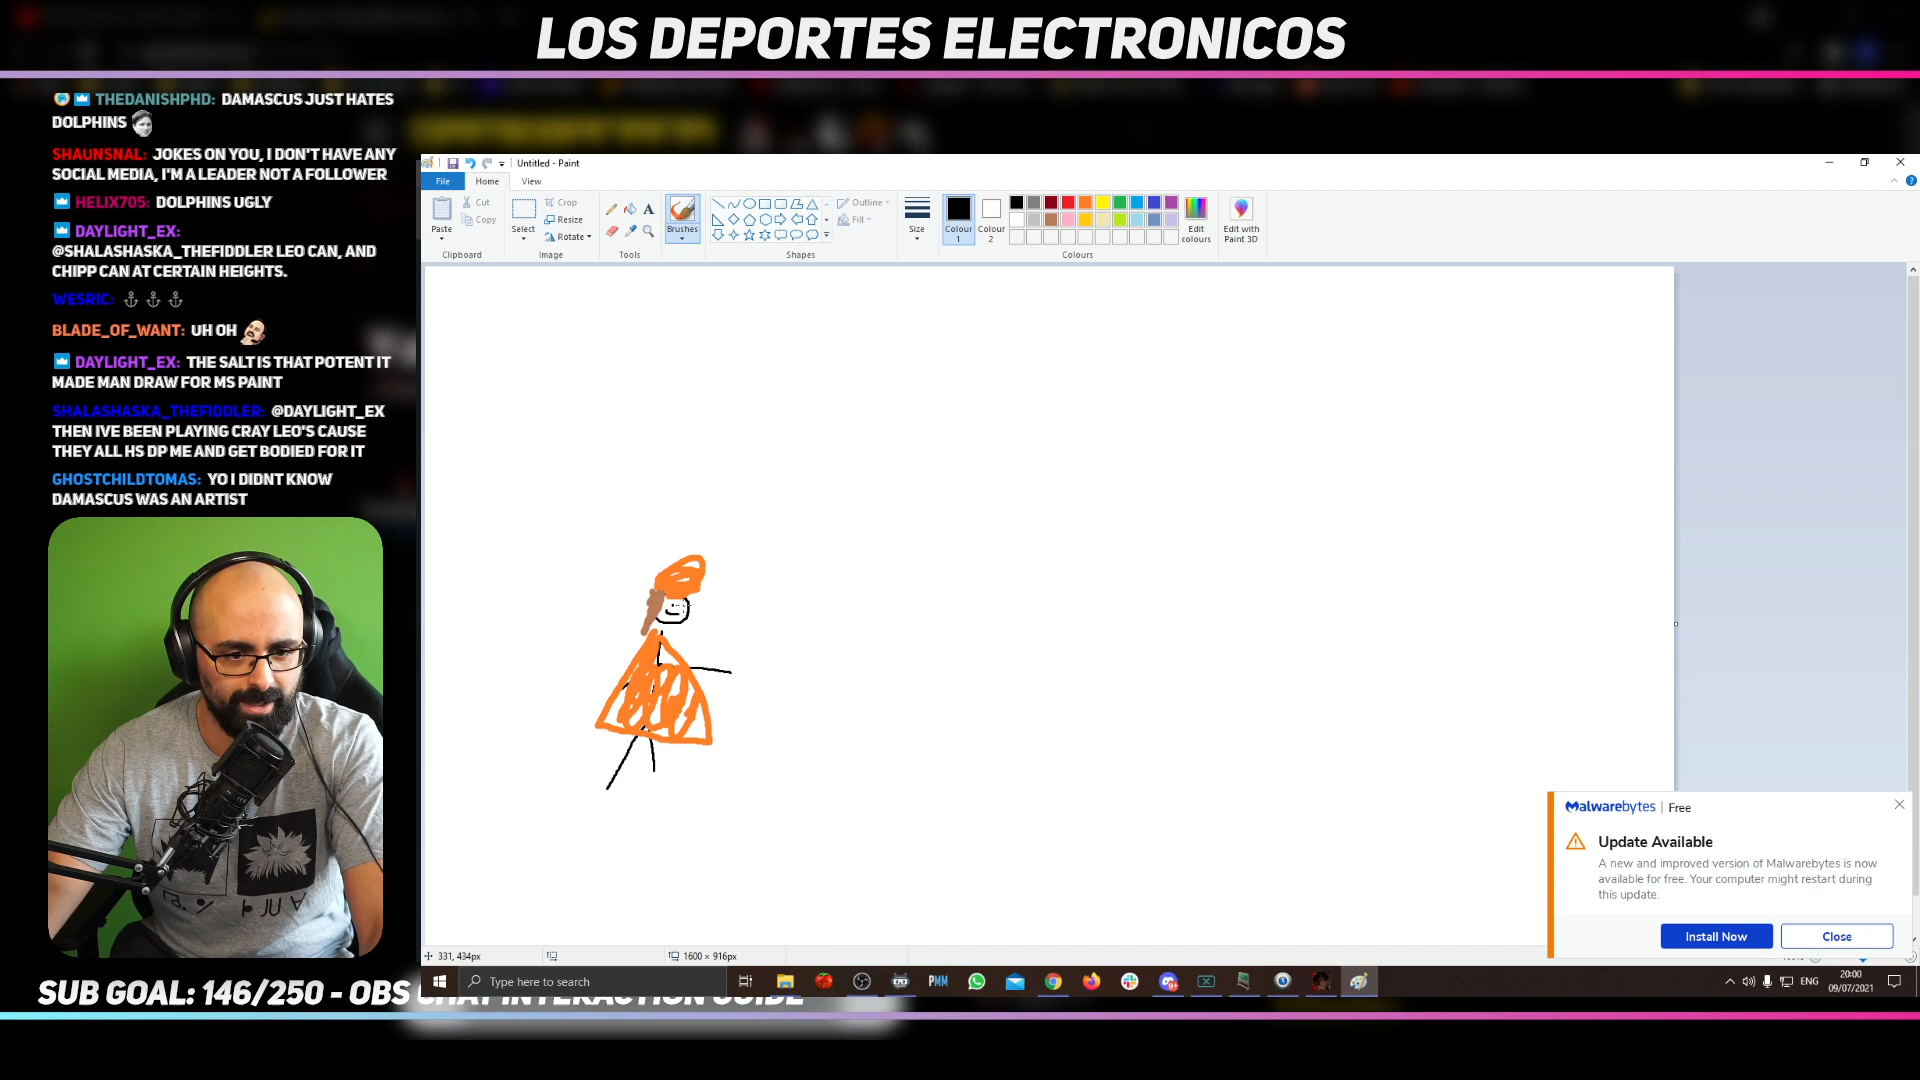 LOS DEPORTES ELECTRONICOS
THEDANISHPHD: DAMASCUS JUST HATES
DOLPHINS
SHAUNSNAL: JOKES ON YOU, I DON'T HAVE ANY
SOCIAL MEDIA, I'M A LEADER NOT A FOLLOWER
HELIX705: DOLPHINS UGLY
DAYLIGHT_EX:
@SHALASHASKA_THEFIDDLER LEO CAN, AND
CHIPP CAN AT CERTAIN HEIGHTS.
WESRIC:
BLADE_OF_WANT: UH OH
DAYLIGHT_EX: THE SALT IS THAT POTENT IT
MADE MAN DRAW FOR MS PAINT
SHALASHASKA_THEFIDDLER: @DAYLIGHT_EX
THEN IVE BEEN PLAYING CRAY LEO'S CAUSE
THEY ALL HS DP ME AND GET BODIED FOR IT
GHOSTCHILDTOMAS: YO I DIDNT KNOW
DAMASCUS WAS AN ARTIST
Untitled - Paint
File Home View
Paste
Cut
Copy
Clipboard
Select
Crop
Resize
Rotate
Image
A
Tools
Brushes
Outline
Fill
Shapes
Size
Colour
1
Colour
2
Edit
colours
Colours
Edit with
Paint 3D
Malwarebytes | Free
Update Available
A new and improved version of Malwarebytes is now
available for free. Your computer might restart during
this update.
Install Now
Close
331, 434px
1600 × 916px
Type here to search
PMM
ENG
20:00
09/07/2021
SUB GOAL: 146/250 - OBS CHAT INTERACTION GUIDE